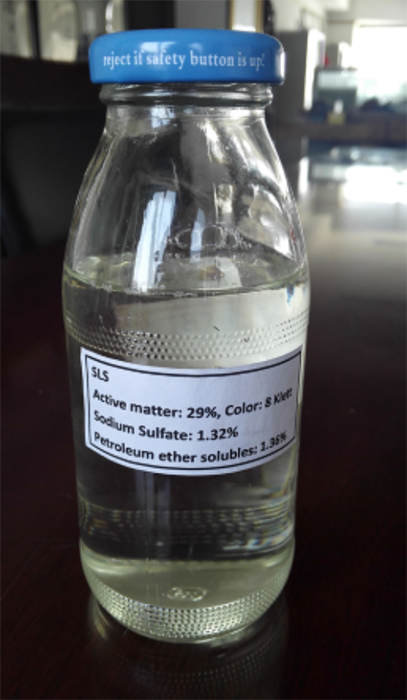 reject if safety button is up!
SLS
Active matter: 29%, Color: 8 Klett
Sodium Sulfate: 1.32%
Petroleum ether solubles: 1.36%